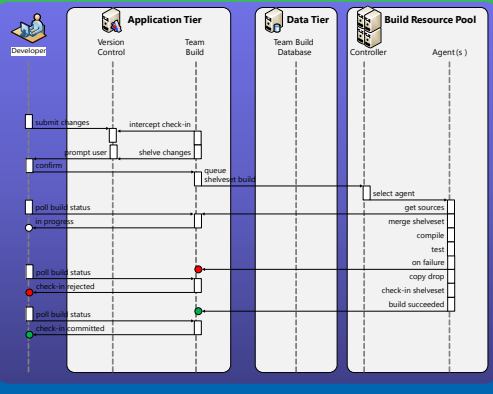 Application Tier
Data Tier
Build Resource Pool
Developer
Version
Control
Team
Build
Team Build
Database
Controller
Agent(s )
submit changes
intercept check-in
prompt user
shelve changes
confirm
queue
shelveset build
select agent
poll build status
get sources
in progress
merge shelveset
compile
test
on failure
poll build status
copy drop
check-in rejected
check-in shelveset
build succeeded
poll build status
check-in committed